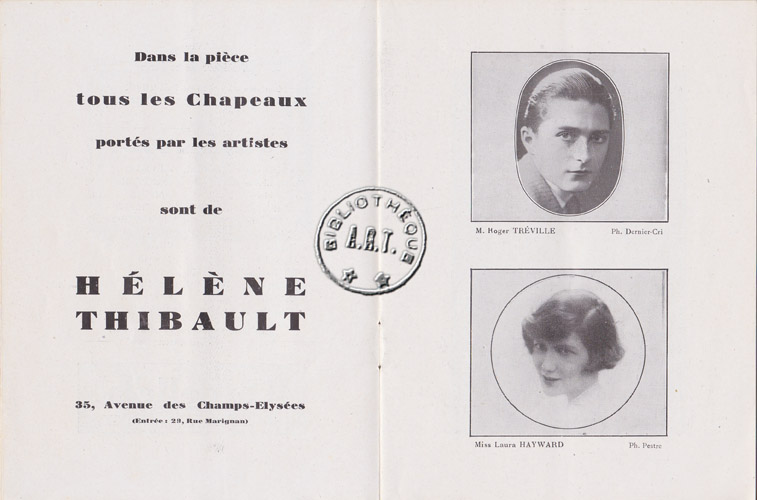 Dans la pièce
tous les Chapeaux
portés par les artistes
sont de
HÉLÈNE
THIBAULT
35, Avenue des Champs-Elysées
(Entrée : 29, Rue Marignan)
BIBLIOTHÈQUE
A.R.T.
M. Roger TRÉVILLE Ph. Dernier-Cri
Miss Laura HAYWARD Ph. Pestre